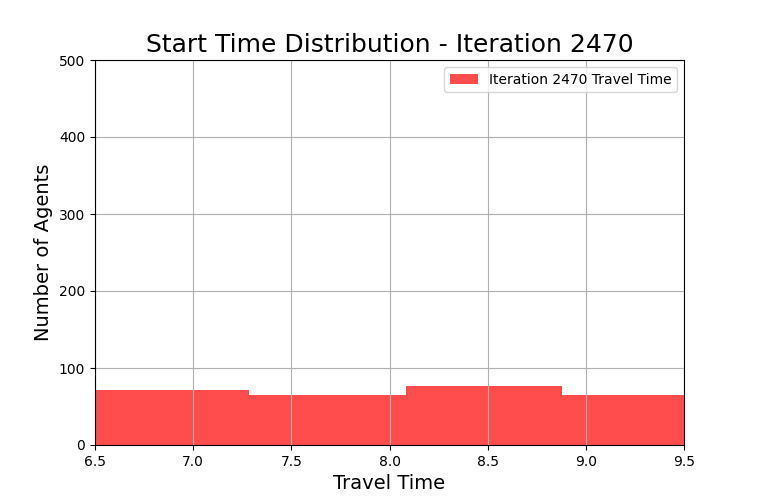 Start Time Distribution - Iteration 2470
Iteration 2470 Travel Time
Number of Agents
500
400
300
200
100
0
6.5 7.0 7.5 8.0 8.5 9.0 9.5
Travel Time